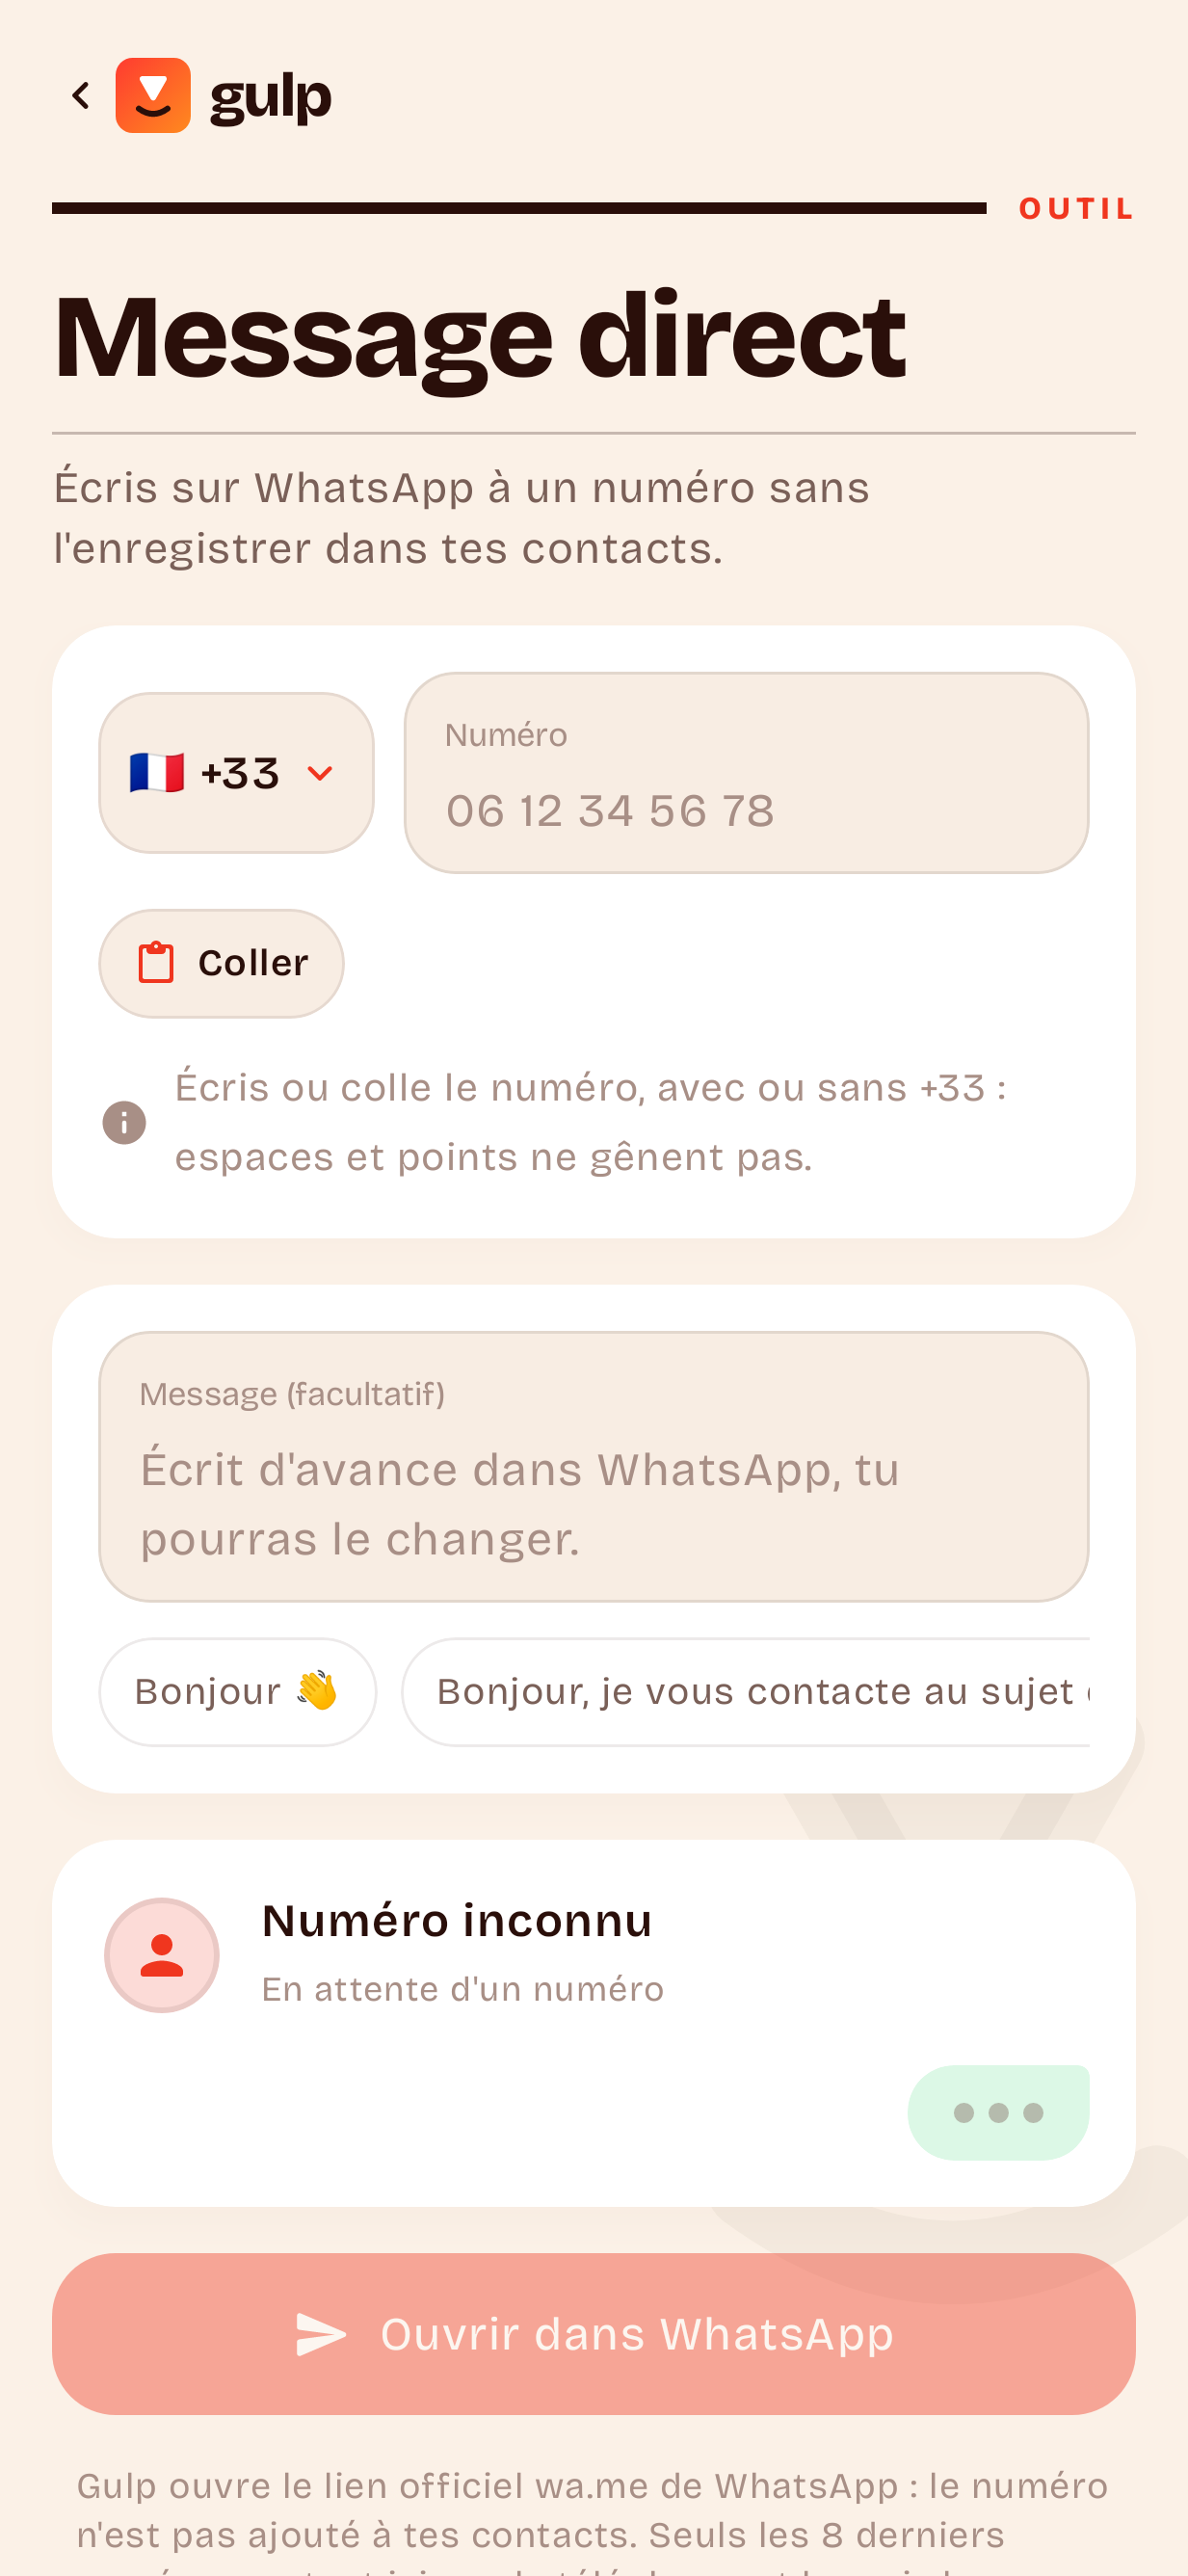 gulp
OUTIL
Message direct
Écris sur WhatsApp à un numéro sans
l'enregistrer dans tes contacts.
+33
Numéro
06 12 34 56 78
Coller
Écris ou colle le numéro, avec ou sans +33 :
espaces et points ne gênent pas.
Message (facultatif)
Écrit d'avance dans WhatsApp, tu
pourras le changer.
Bonjour 👋
Bonjour, je vous contacte au sujet
Numéro inconnu
En attente d'un numéro
Ouvrir dans WhatsApp
Gulp ouvre le lien officiel wa.me de WhatsApp : le numéro
n'est pas ajouté à tes contacts. Seuls les 8 derniers